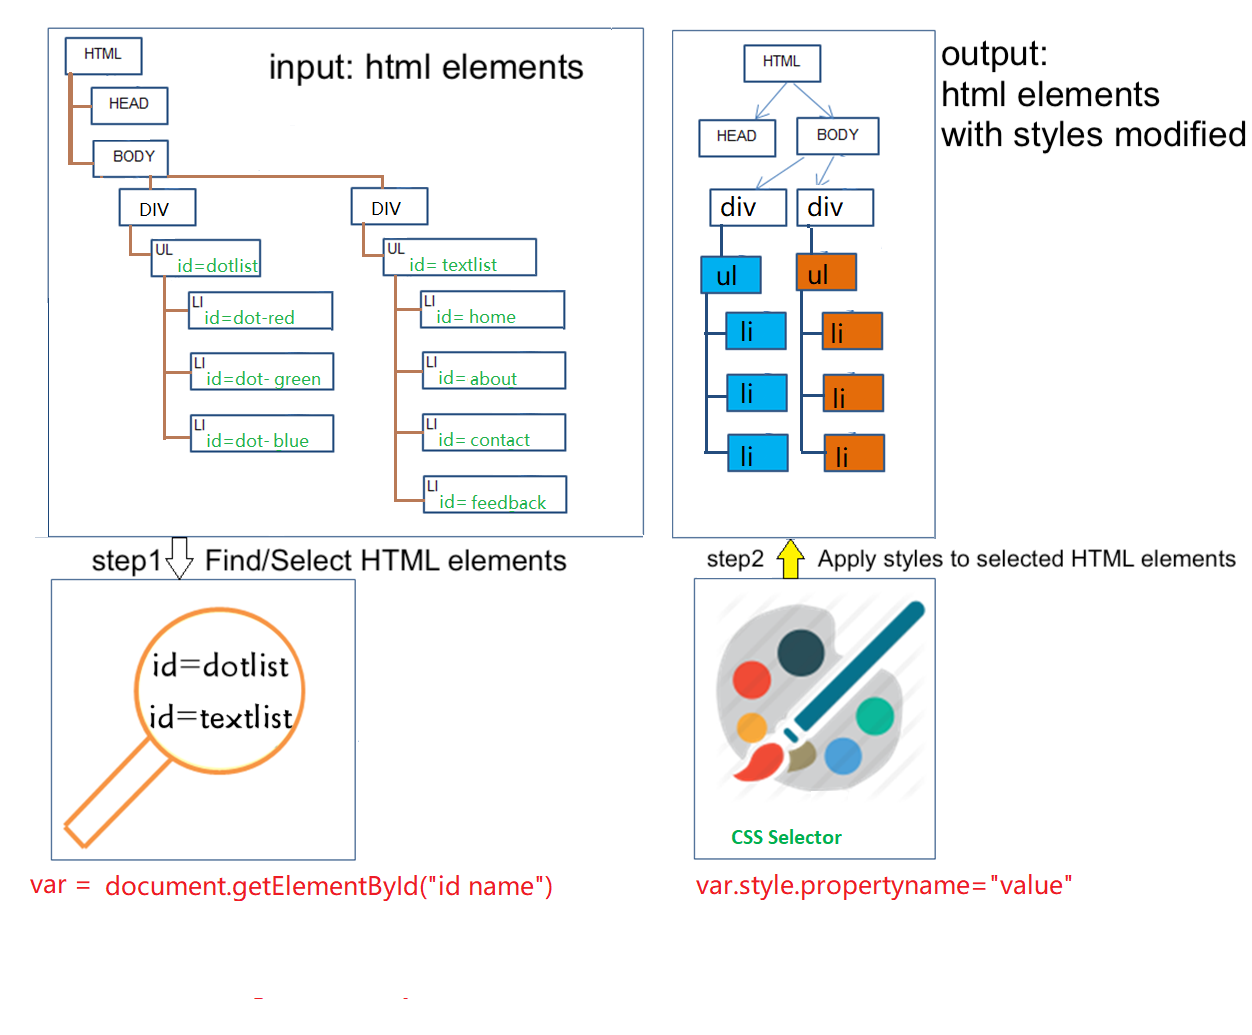 HTML
input: html elements
HEAD
BODY
DIV
DIV
UL
id=dotlist
UL
id= textlist
LI
id=dot-red
LI
id= home
LI
id=dot- green
LI
id= about
LI
id=dot- blue
LI
id= contact
LI
id= feedback
output:
html elements
with styles modified
HTML
HEAD
BODY
div
div
ul
ul
li
li
li
li
li
li
step1
Find/Select HTML elements
step2
Apply styles to selected HTML elements
id=dotlist
id=textlist
CSS Selector
var = document.getElementById("id name")
var.style.propertyname="value"